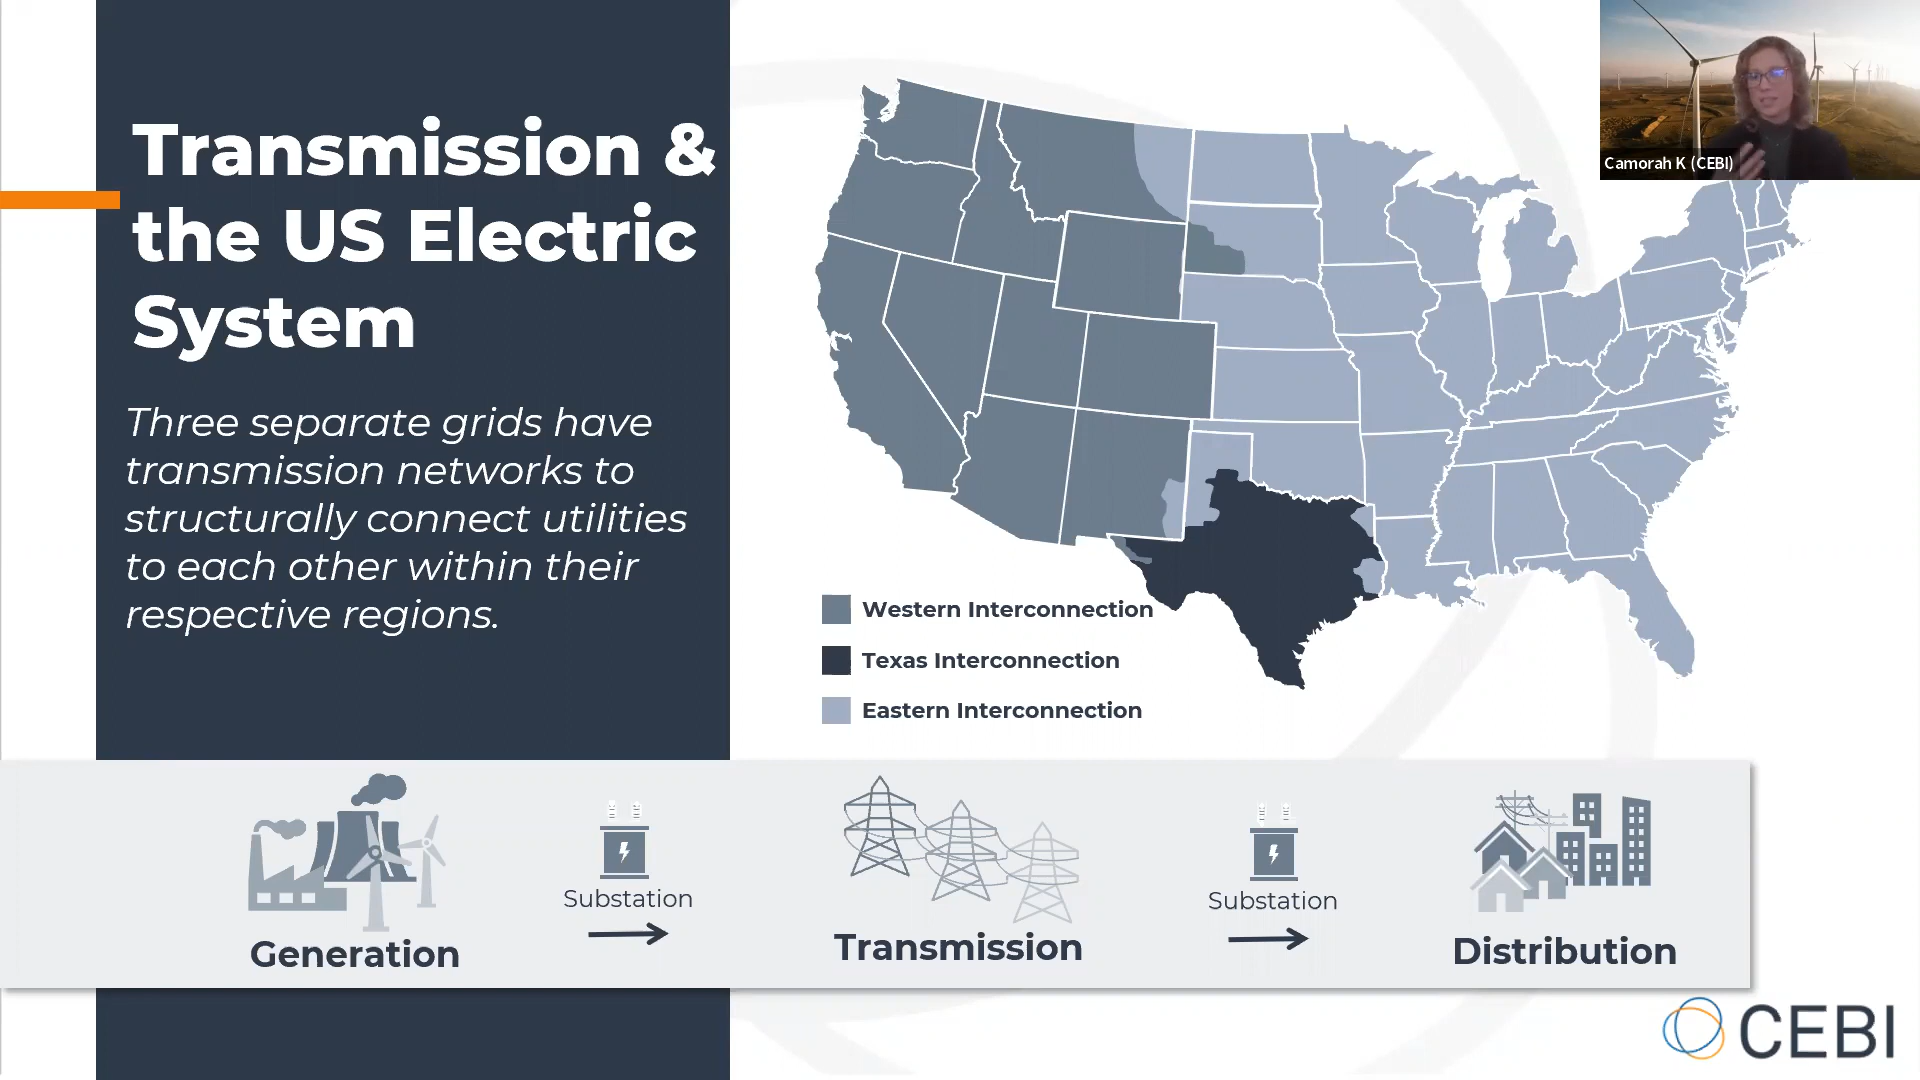 Transmission &
the US Electric
System
Three separate grids have
transmission networks to
structurally connect utilities
to each other within their
respective regions.
Camorah K (CEBI)
Western Interconnection
Texas Interconnection
Eastern Interconnection
Generation
Substation
Transmission
Substation
Distribution
CEBI